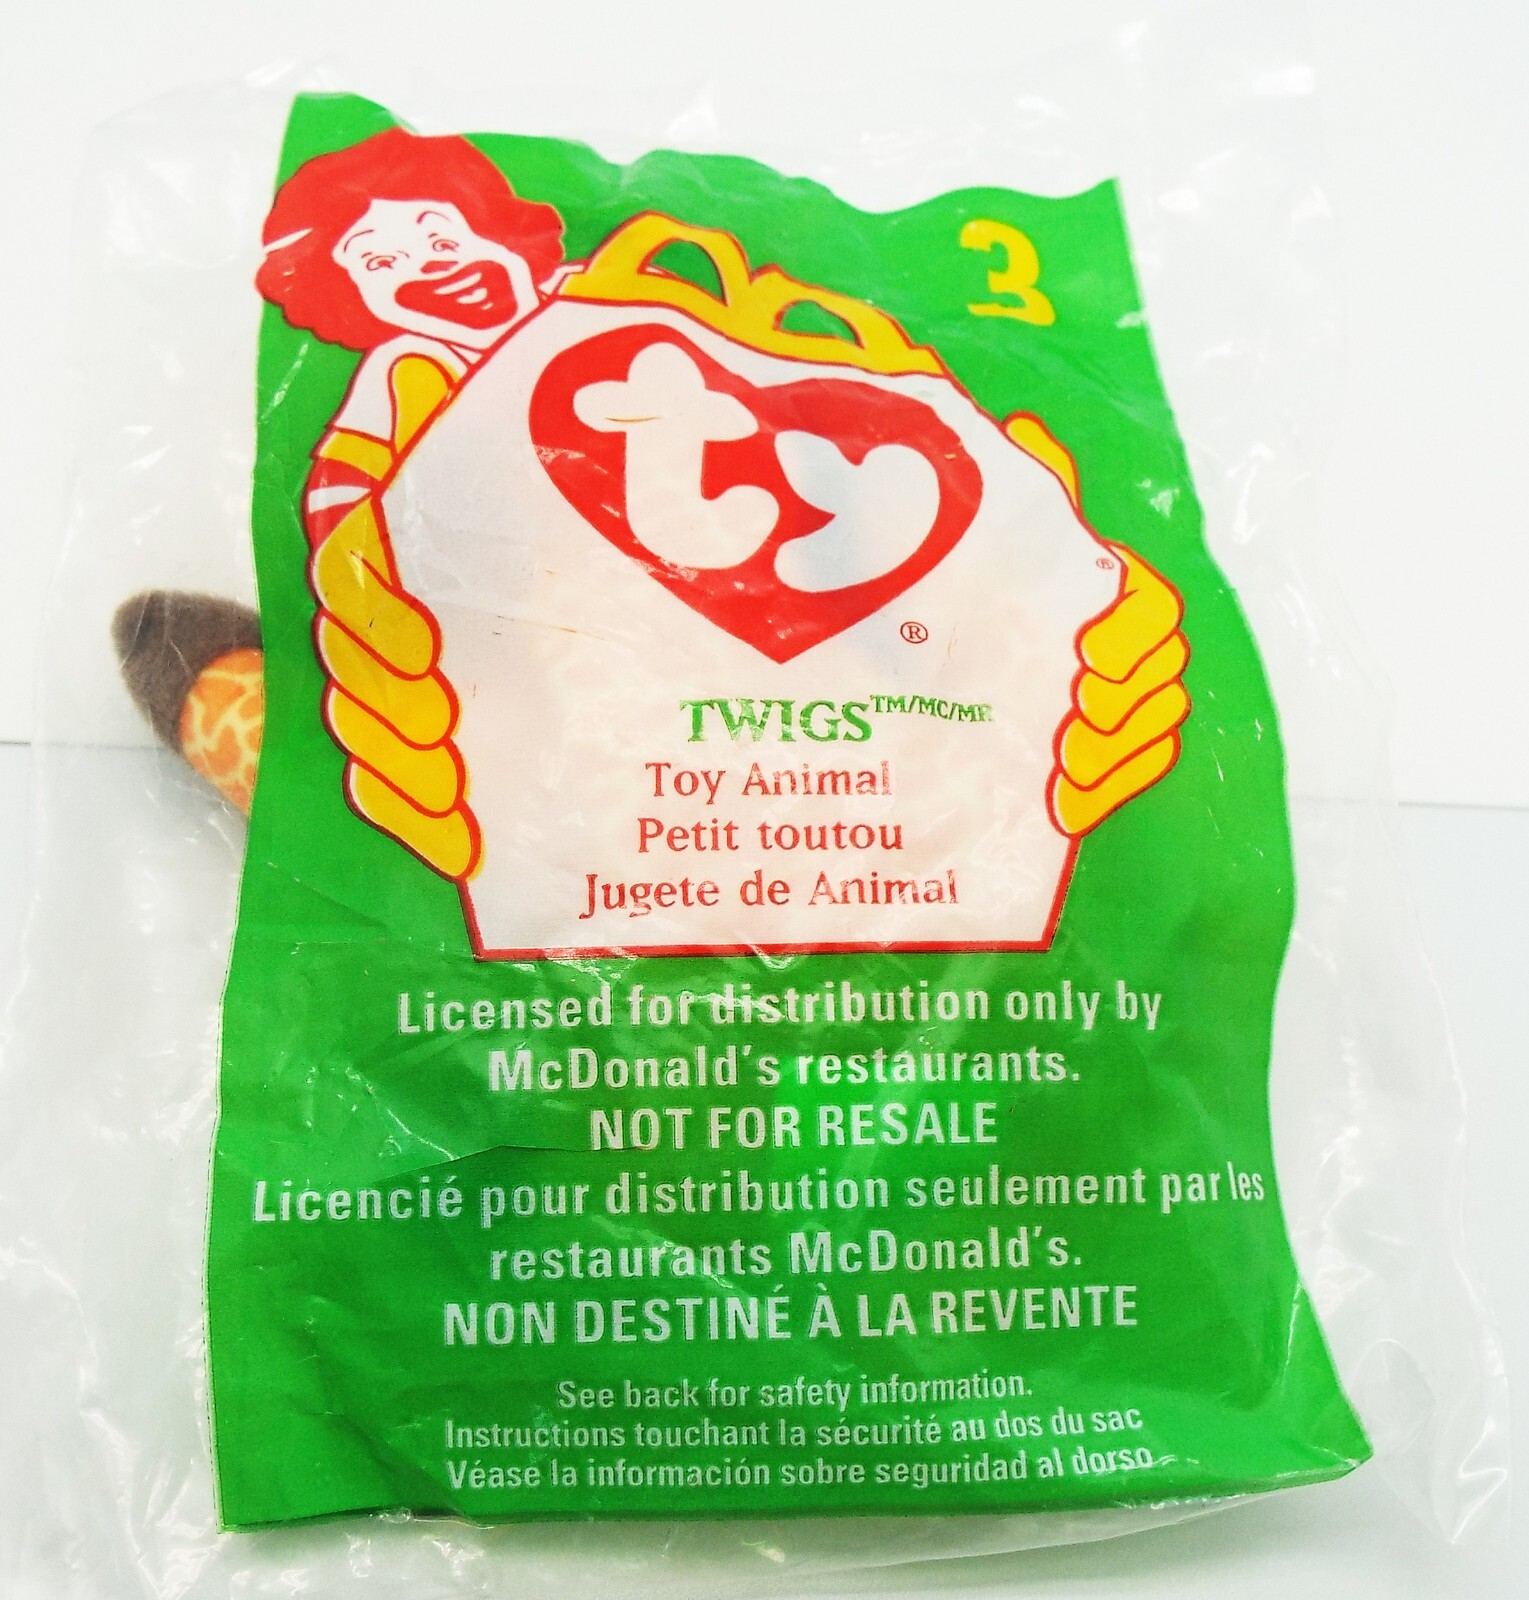 3
ty
®
®
TWIGS™/MC/MR
Toy Animal
Petit toutou
Jugete de Animal
Licensed for distribution only by
McDonald's restaurants.
NOT FOR RESALE
Licencié pour distribution seulement par les
restaurants McDonald's.
NON DESTINÉ À LA REVENTE
See back for safety information.
Instructions touchant la sécurité au dos du sac
Véase la información sobre seguridad al dorso